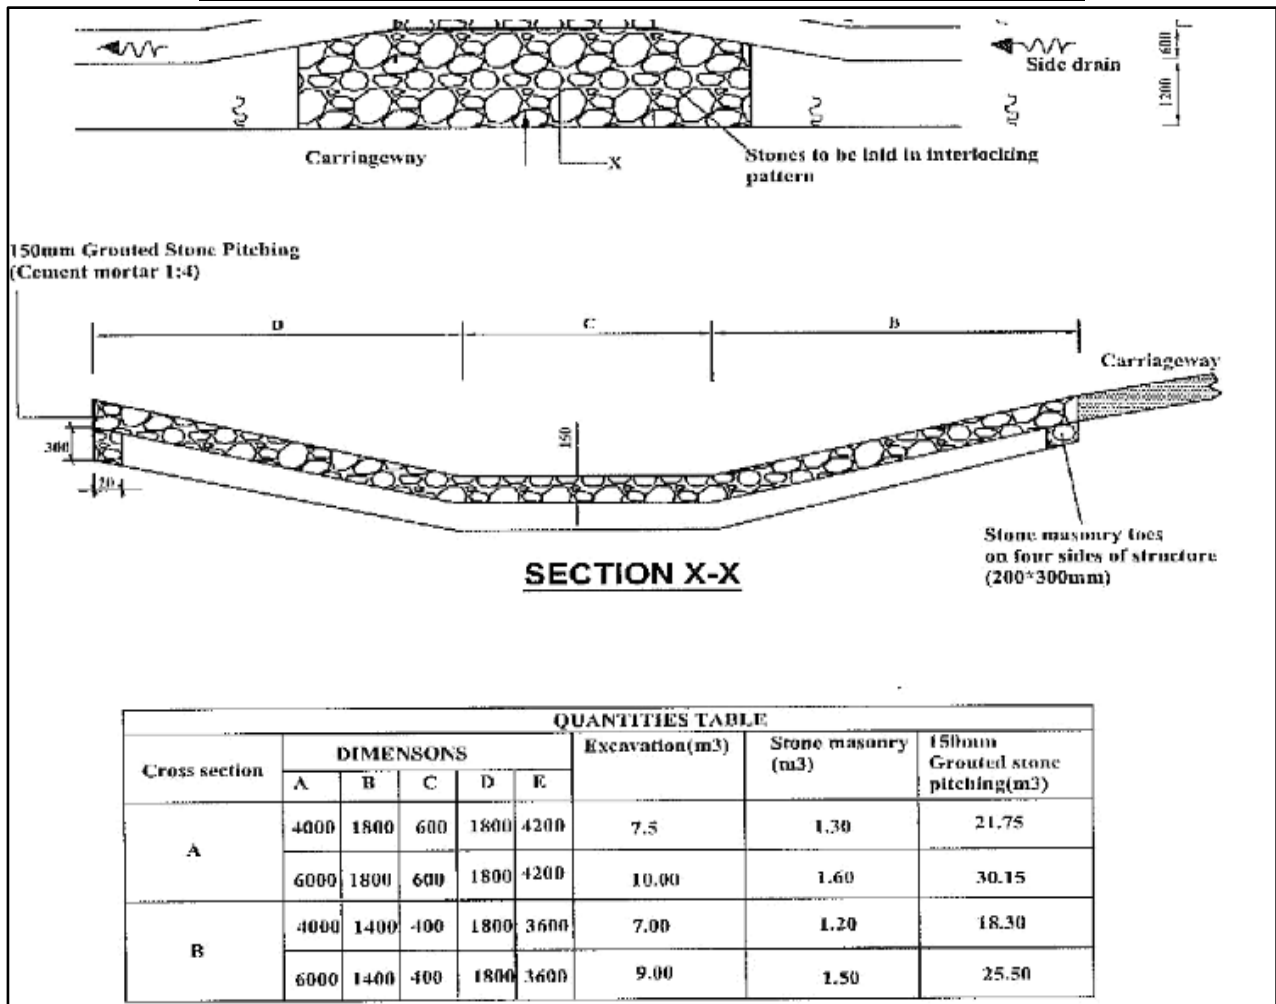 600
Side drain
1200
Carriageway
X
Stones to be laid in interlocking
pattern
150mm Grouted Stone Pitching
(Cement mortar 1:4)
D
C
B
Carriageway
150
300
20
Stone masonry toes
on four sides of structure
(200*300mm)
SECTION X-X
QUANTITIES TABLE
Cross section
DIMENSONS
Excavation(m3)
Stone masonry
(m3)
150mm
Grouted stone
pitching(m3)
A B C D E
A
4000 1800 600 1800 4200 7.5 1.30 21.75
6000 1800 600 1800 4200 10.00 1.60 30.15
B
4000 1400 400 1800 3600 7.00 1.20 18.30
6000 1400 400 1800 3600 9.00 1.50 25.50